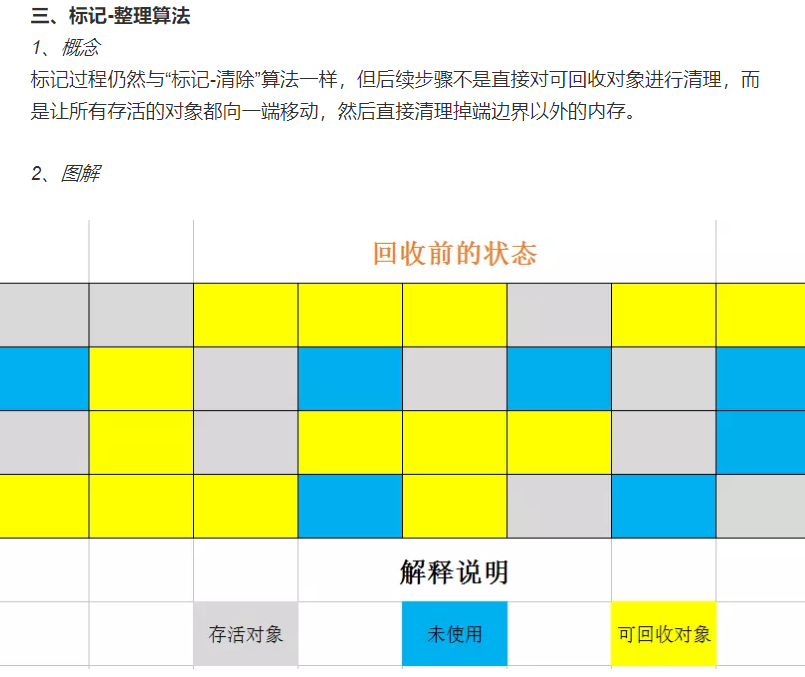 三、标记-整理算法
1、概念
标记过程仍然与“标记-清除”算法一样，但后续步骤不是直接对可回收对象进行清理，而
是让所有存活的对象都向一端移动，然后直接清理掉端边界以外的内存。
2、图解
回收前的状态
解释说明
存活对象 未使用 可回收对象